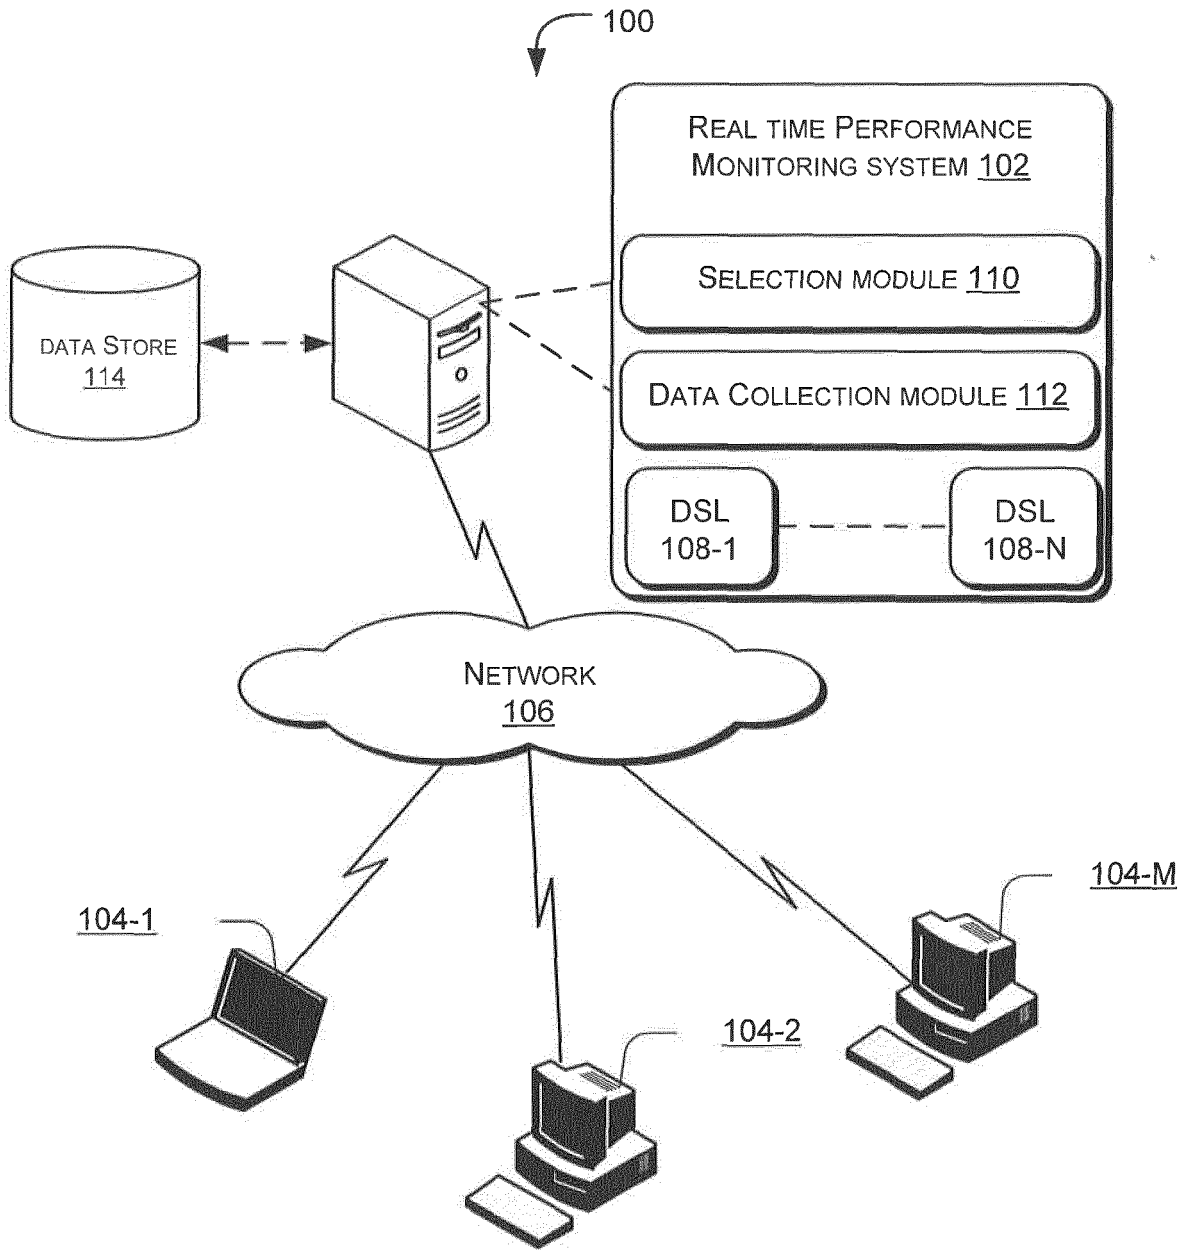 100
REAL TIME PERFORMANCE
MONITORING SYSTEM 102
SELECTION MODULE 110
DATA STORE
114
DATA COLLECTION MODULE 112
DSL
108-1
DSL
108-N
NETWORK
106
104-M
104-1
104-2